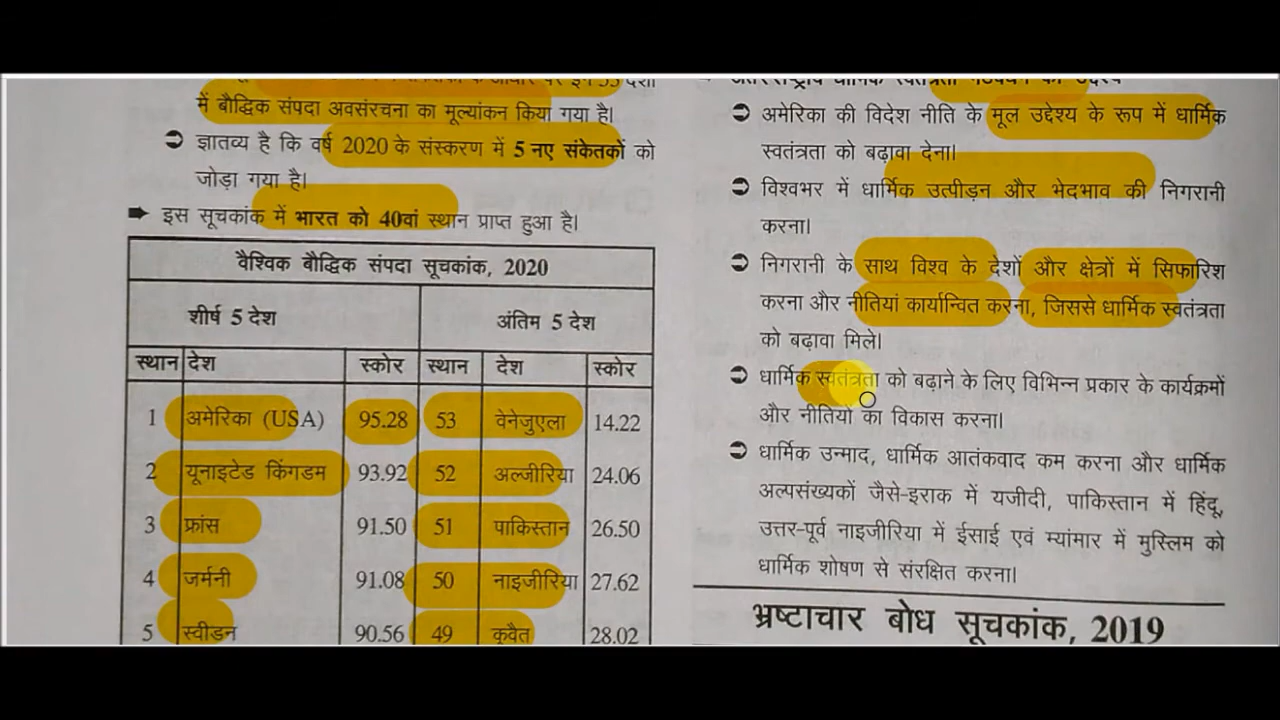 में बौद्धिक संपदा अवसंरचना का मूल्यांकन किया गया है।
➲ ज्ञातव्य है कि वर्ष 2020 के संस्करण में 5 नए संकेतकों को
जोड़ा गया है।
➡ इस सूचकांक में भारत को 40वां स्थान प्राप्त हुआ है।
वैश्विक बौद्धिक संपदा सूचकांक, 2020
शीर्ष 5 देश अंतिम 5 देश
स्थान देश स्कोर स्थान देश स्कोर
1 अमेरिका (USA) 95.28 53 वेनेजुएला 14.22
2 यूनाइटेड किंगडम 93.92 52 अल्जीरिया 24.06
3 फ्रांस 91.50 51 पाकिस्तान 26.50
4 जर्मनी 91.08 50 नाइजीरिया 27.62
5 स्वीडन 90.56 49 कुवैत 28.02
➲ अमेरिका की विदेश नीति के मूल उद्देश्य के रूप में धार्मिक
स्वतंत्रता को बढ़ावा देना।
➲ विश्वभर में धार्मिक उत्पीड़न और भेदभाव की निगरानी
करना।
➲ निगरानी के साथ विश्व के देशों और क्षेत्रों में सिफारिश
करना और नीतियां कार्यान्वित करना, जिससे धार्मिक स्वतंत्रता
को बढ़ावा मिले।
➲ धार्मिक स्वतंत्रता को बढ़ाने के लिए विभिन्न प्रकार के कार्यक्रमों
और नीतियों का विकास करना।
➲ धार्मिक उन्माद, धार्मिक आतंकवाद कम करना और धार्मिक
अल्पसंख्यकों जैसे-इराक में यजीदी, पाकिस्तान में हिंदू,
उत्तर-पूर्व नाइजीरिया में ईसाई एवं म्यांमार में मुस्लिम को
धार्मिक शोषण से संरक्षित करना।
भ्रष्टाचार बोध सूचकांक, 2019